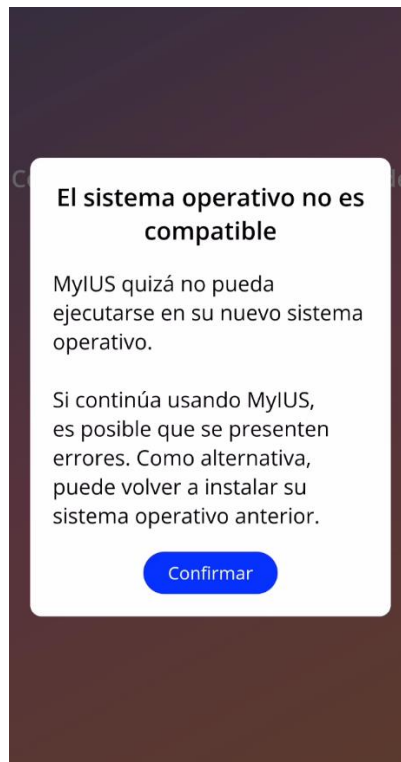 El sistema operativo no es
compatible
MyIUS quizá no pueda
ejecutarse en su nuevo sistema
operativo.
Si continúa usando MyIUS,
es posible que se presenten
errores. Como alternativa,
puede volver a instalar su
sistema operativo anterior.
Confirmar